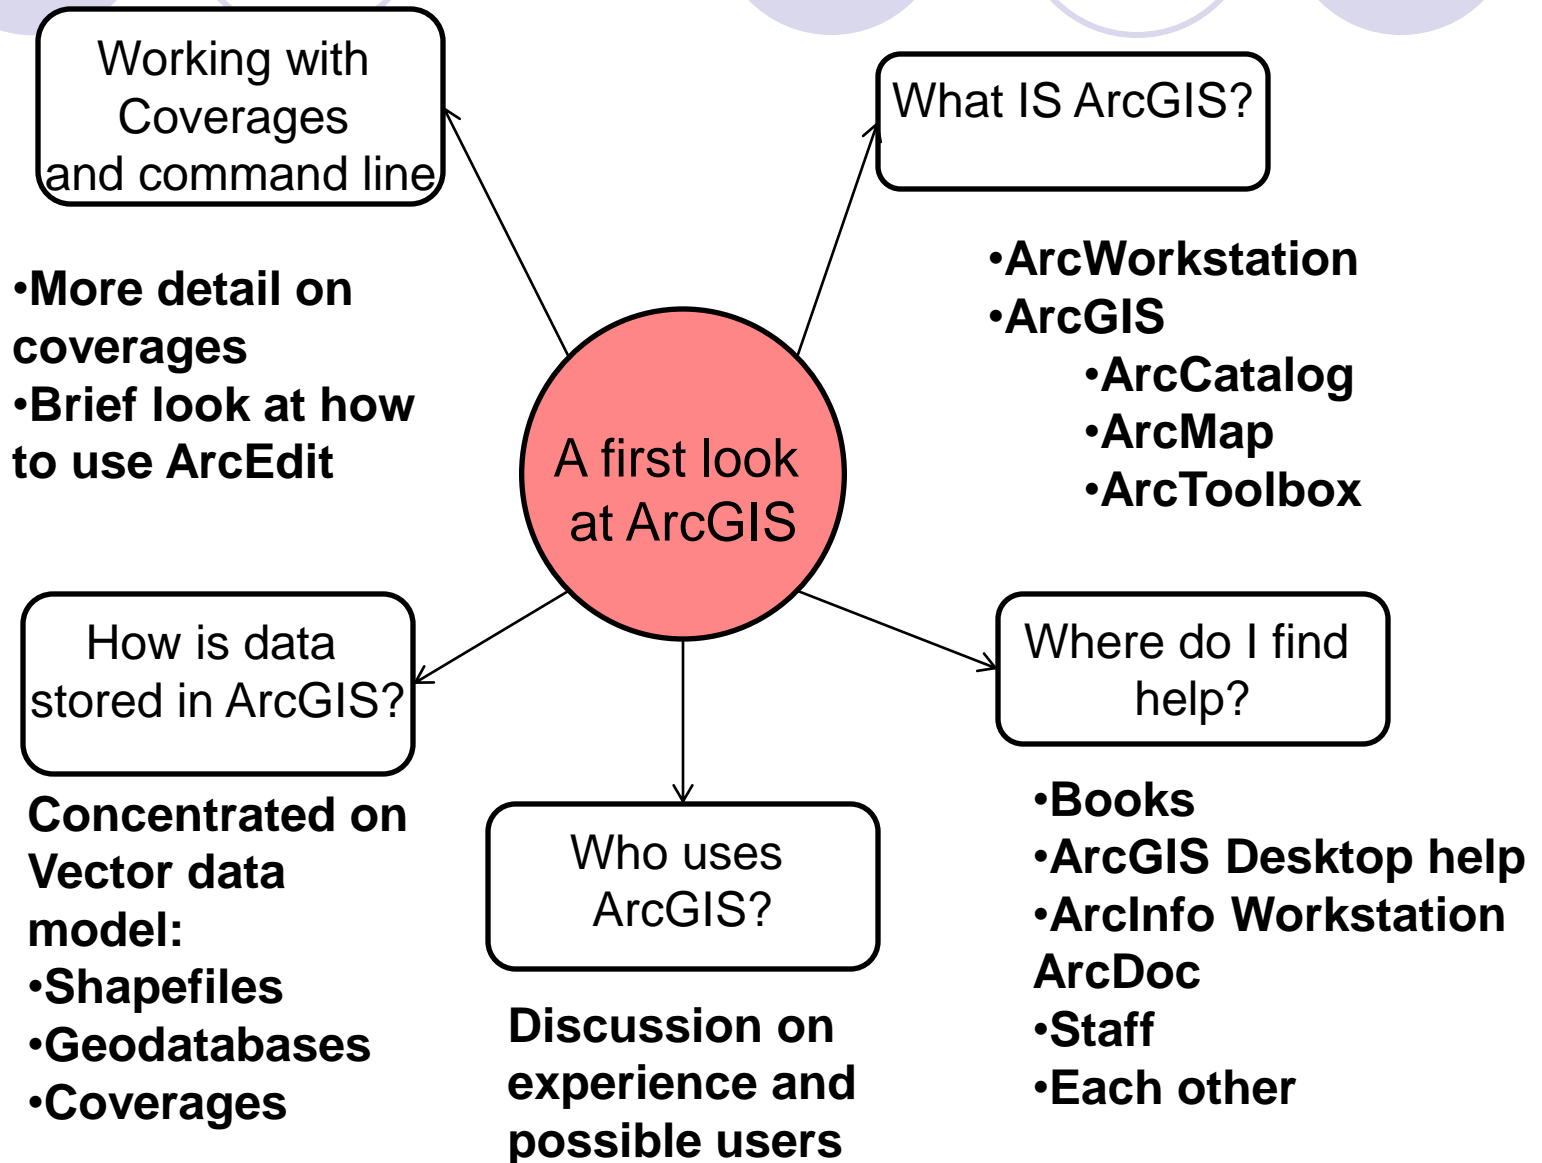 Working with
Coverages
and command line
What IS ArcGIS?
•More detail on
coverages
•Brief look at how
to use ArcEdit
•ArcWorkstation
•ArcGIS
•ArcCatalog
•ArcMap
•ArcToolbox
A first look
at ArcGIS
How is data
stored in ArcGIS?
Concentrated on
Vector data
model:
•Shapefiles
•Geodatabases
•Coverages
Who uses
ArcGIS?
Discussion on
experience and
possible users
Where do I find
help?
•Books
•ArcGIS Desktop help
•ArcInfo Workstation
ArcDoc
•Staff
•Each other